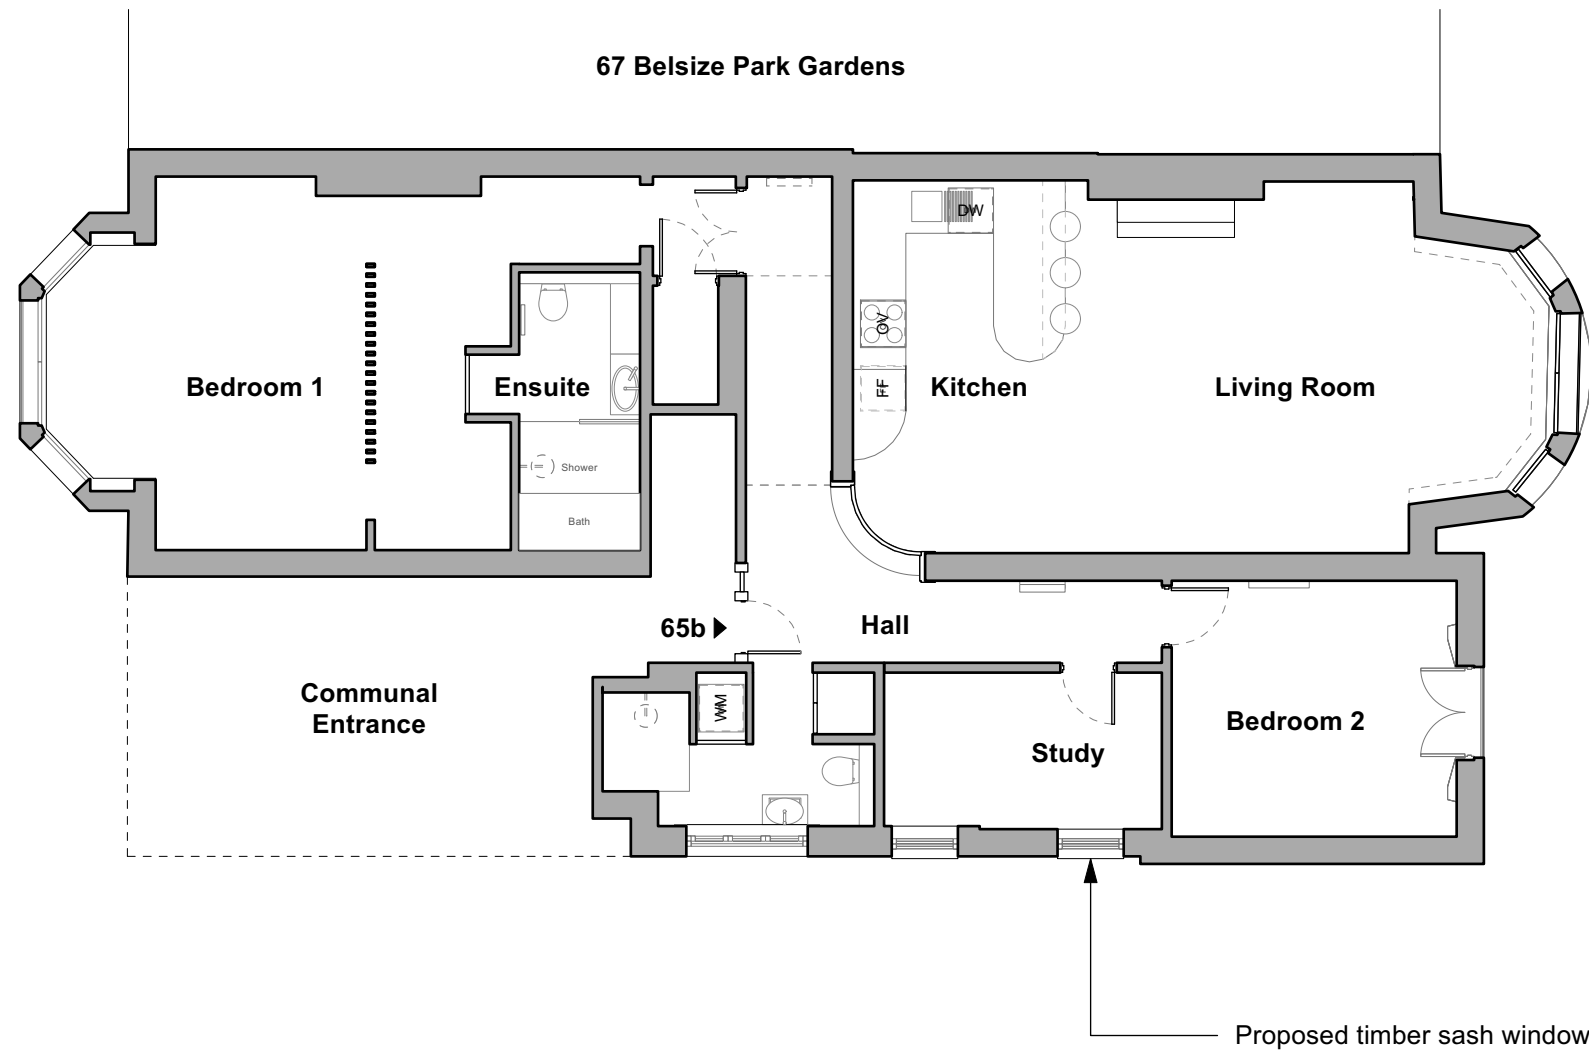 67 Belsize Park Gardens
DW
OV
FF
Bedroom 1
Ensuite
Kitchen
Living Room
Shower
Bath
65b
Hall
Communal
Entrance
WM
Study
Bedroom 2
Proposed timber sash window